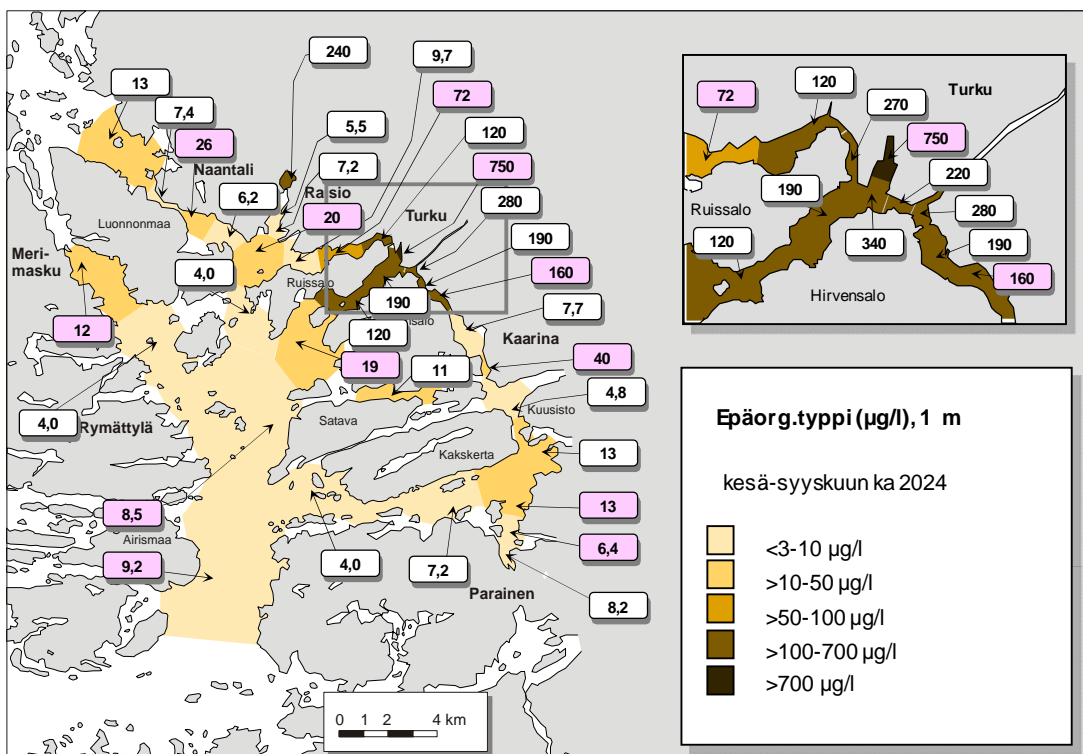 240
9,7
13
72
7,4
5,5
120
26
Naantali
7,2
750
6,2
Raisio
280
Luonnonmaa
20
Turku
190
Meri-
masku
4,0
Ruissalo
160
12
190
7,7
120
Kaarina
19
11
40
4,0
Rymättylä
Satava
Kuusisto
4,8
Kakskerta
13
8,5
13
Airismaa
6,4
9,2
4,0
7,2
Parainen
8,2
0 1 2 4 km
120
Turku
72
270
750
190
220
Ruissalo
280
120
340
190
160
Hirvensalo
Epäorg.typpi (µg/l), 1 m
kesä-syyskuun ka 2024
<3-10 µg/l
>10-50 µg/l
>50-100 µg/l
>100-700 µg/l
>700 µg/l